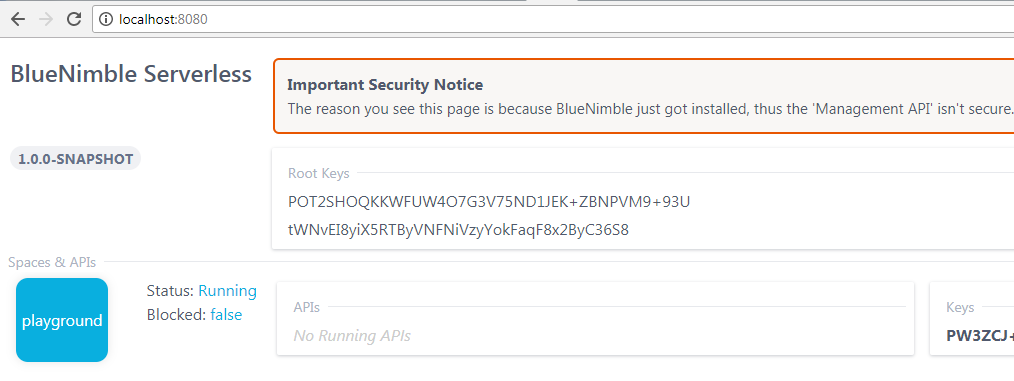 localhost:8080
BlueNimble Serverless
Important Security Notice
The reason you see this page is because BlueNimble just got installed, thus the 'Management API' isn't secure.
1.0.0-SNAPSHOT
Root Keys
POT2SHOQKKWFUW4O7G3V75ND1JEK+ZBNPVM9+93U
tWNvEI8yiX5RTByVNFNiVzyYokFaqF8x2ByC36S8
Spaces & APIs
playground
Status: Running
Blocked: false
APIs
No Running APIs
Keys
PW3ZCJ+